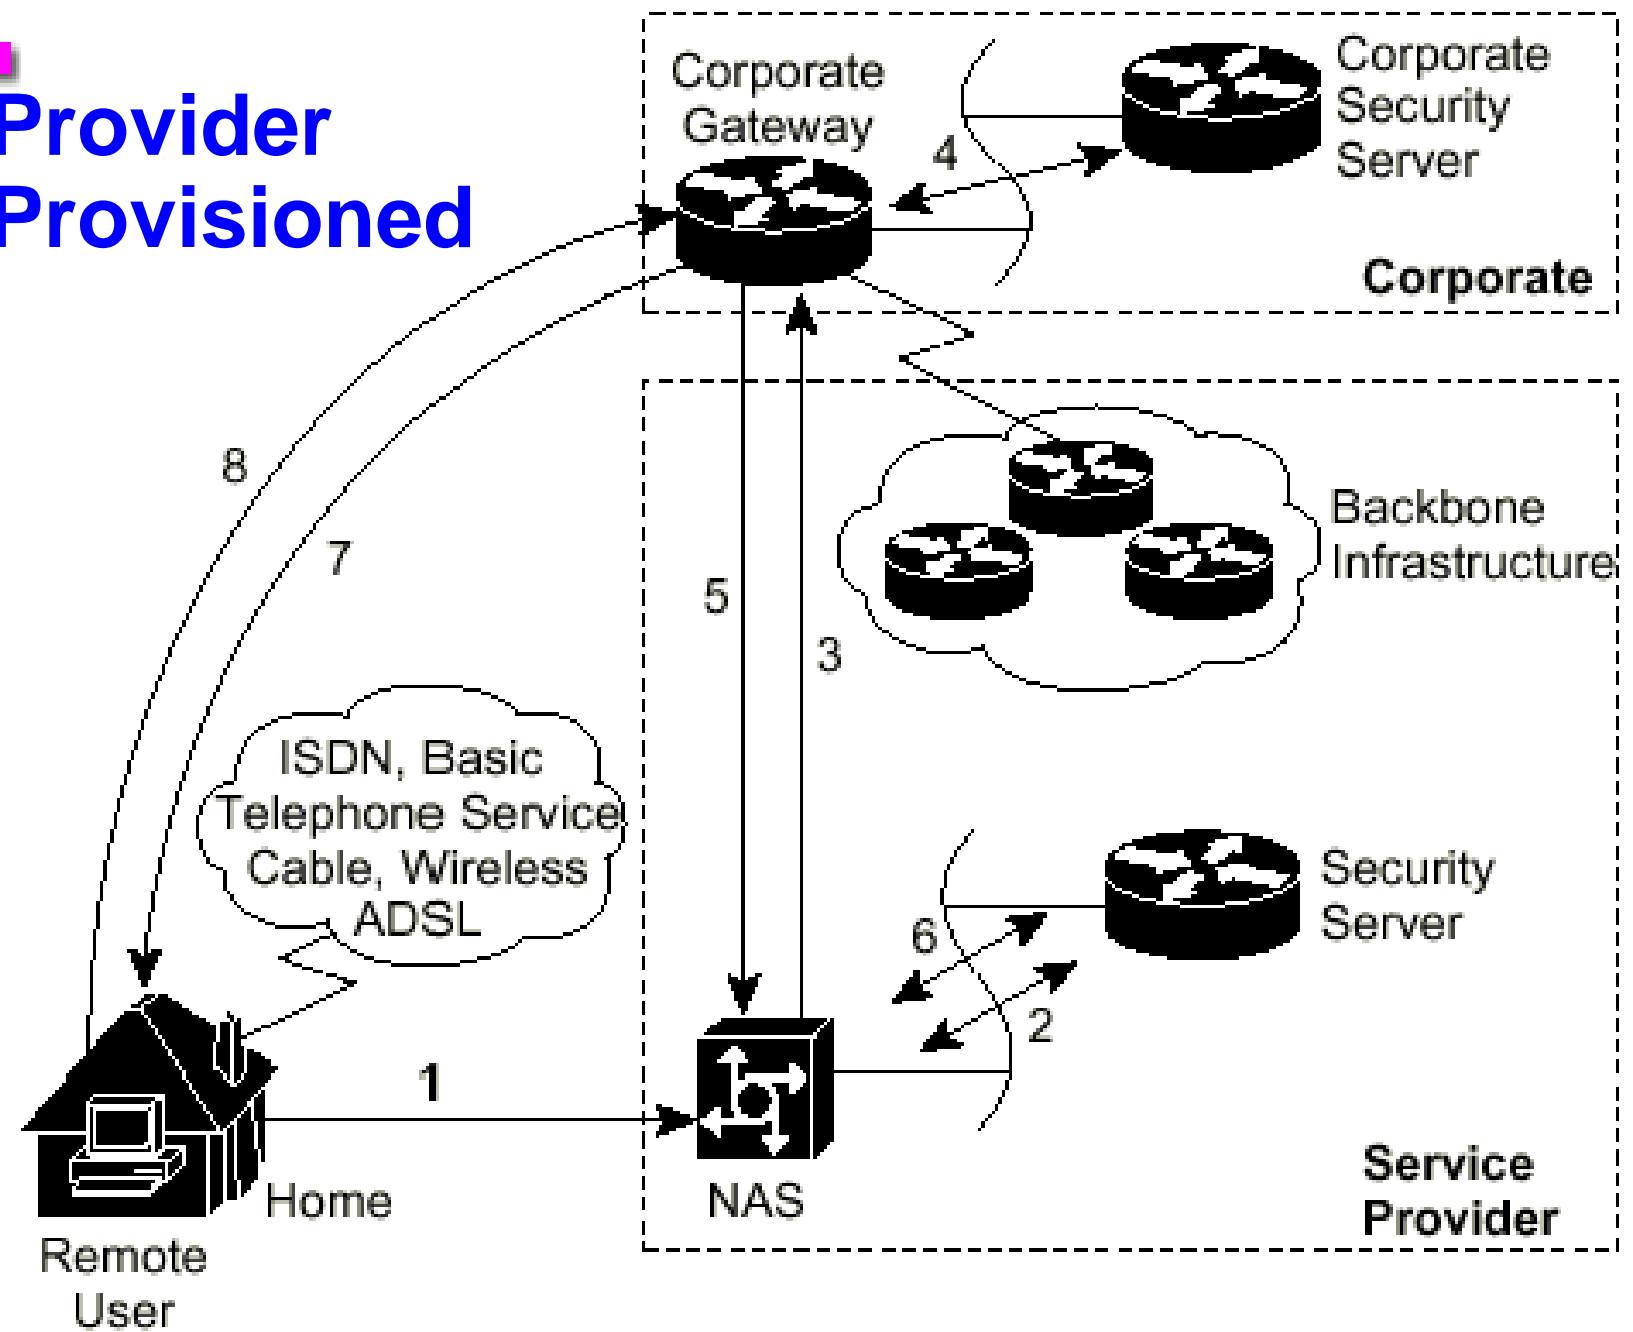 Provider
Provisioned
Corporate
Gateway
4
Corporate
Security
Server
Corporate
8
7
5
3
Backbone
Infrastructure
ISDN, Basic
Telephone Service
Cable, Wireless
ADSL
6
2
Security
Server
1
Home
Remote
User
NAS
Service
Provider